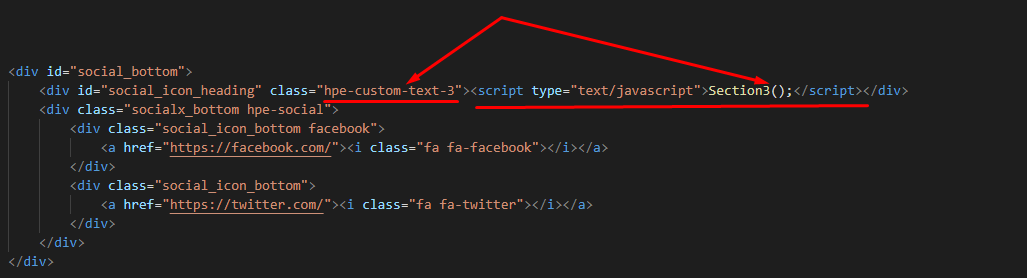 <div id="social_bottom">
<div id="social_icon_heading" class="hpe-custom-text-3"><script type="text/javascript">Section3();</script></div>
<div class="socialx_bottom hpe-social">
<div class="social_icon_bottom facebook">
<a href="https://facebook.com/"><i class="fa fa-facebook"></i></a>
</div>
<div class="social_icon_bottom">
<a href="https://twitter.com/"><i class="fa fa-twitter"></i></a>
</div>
</div>
</div>